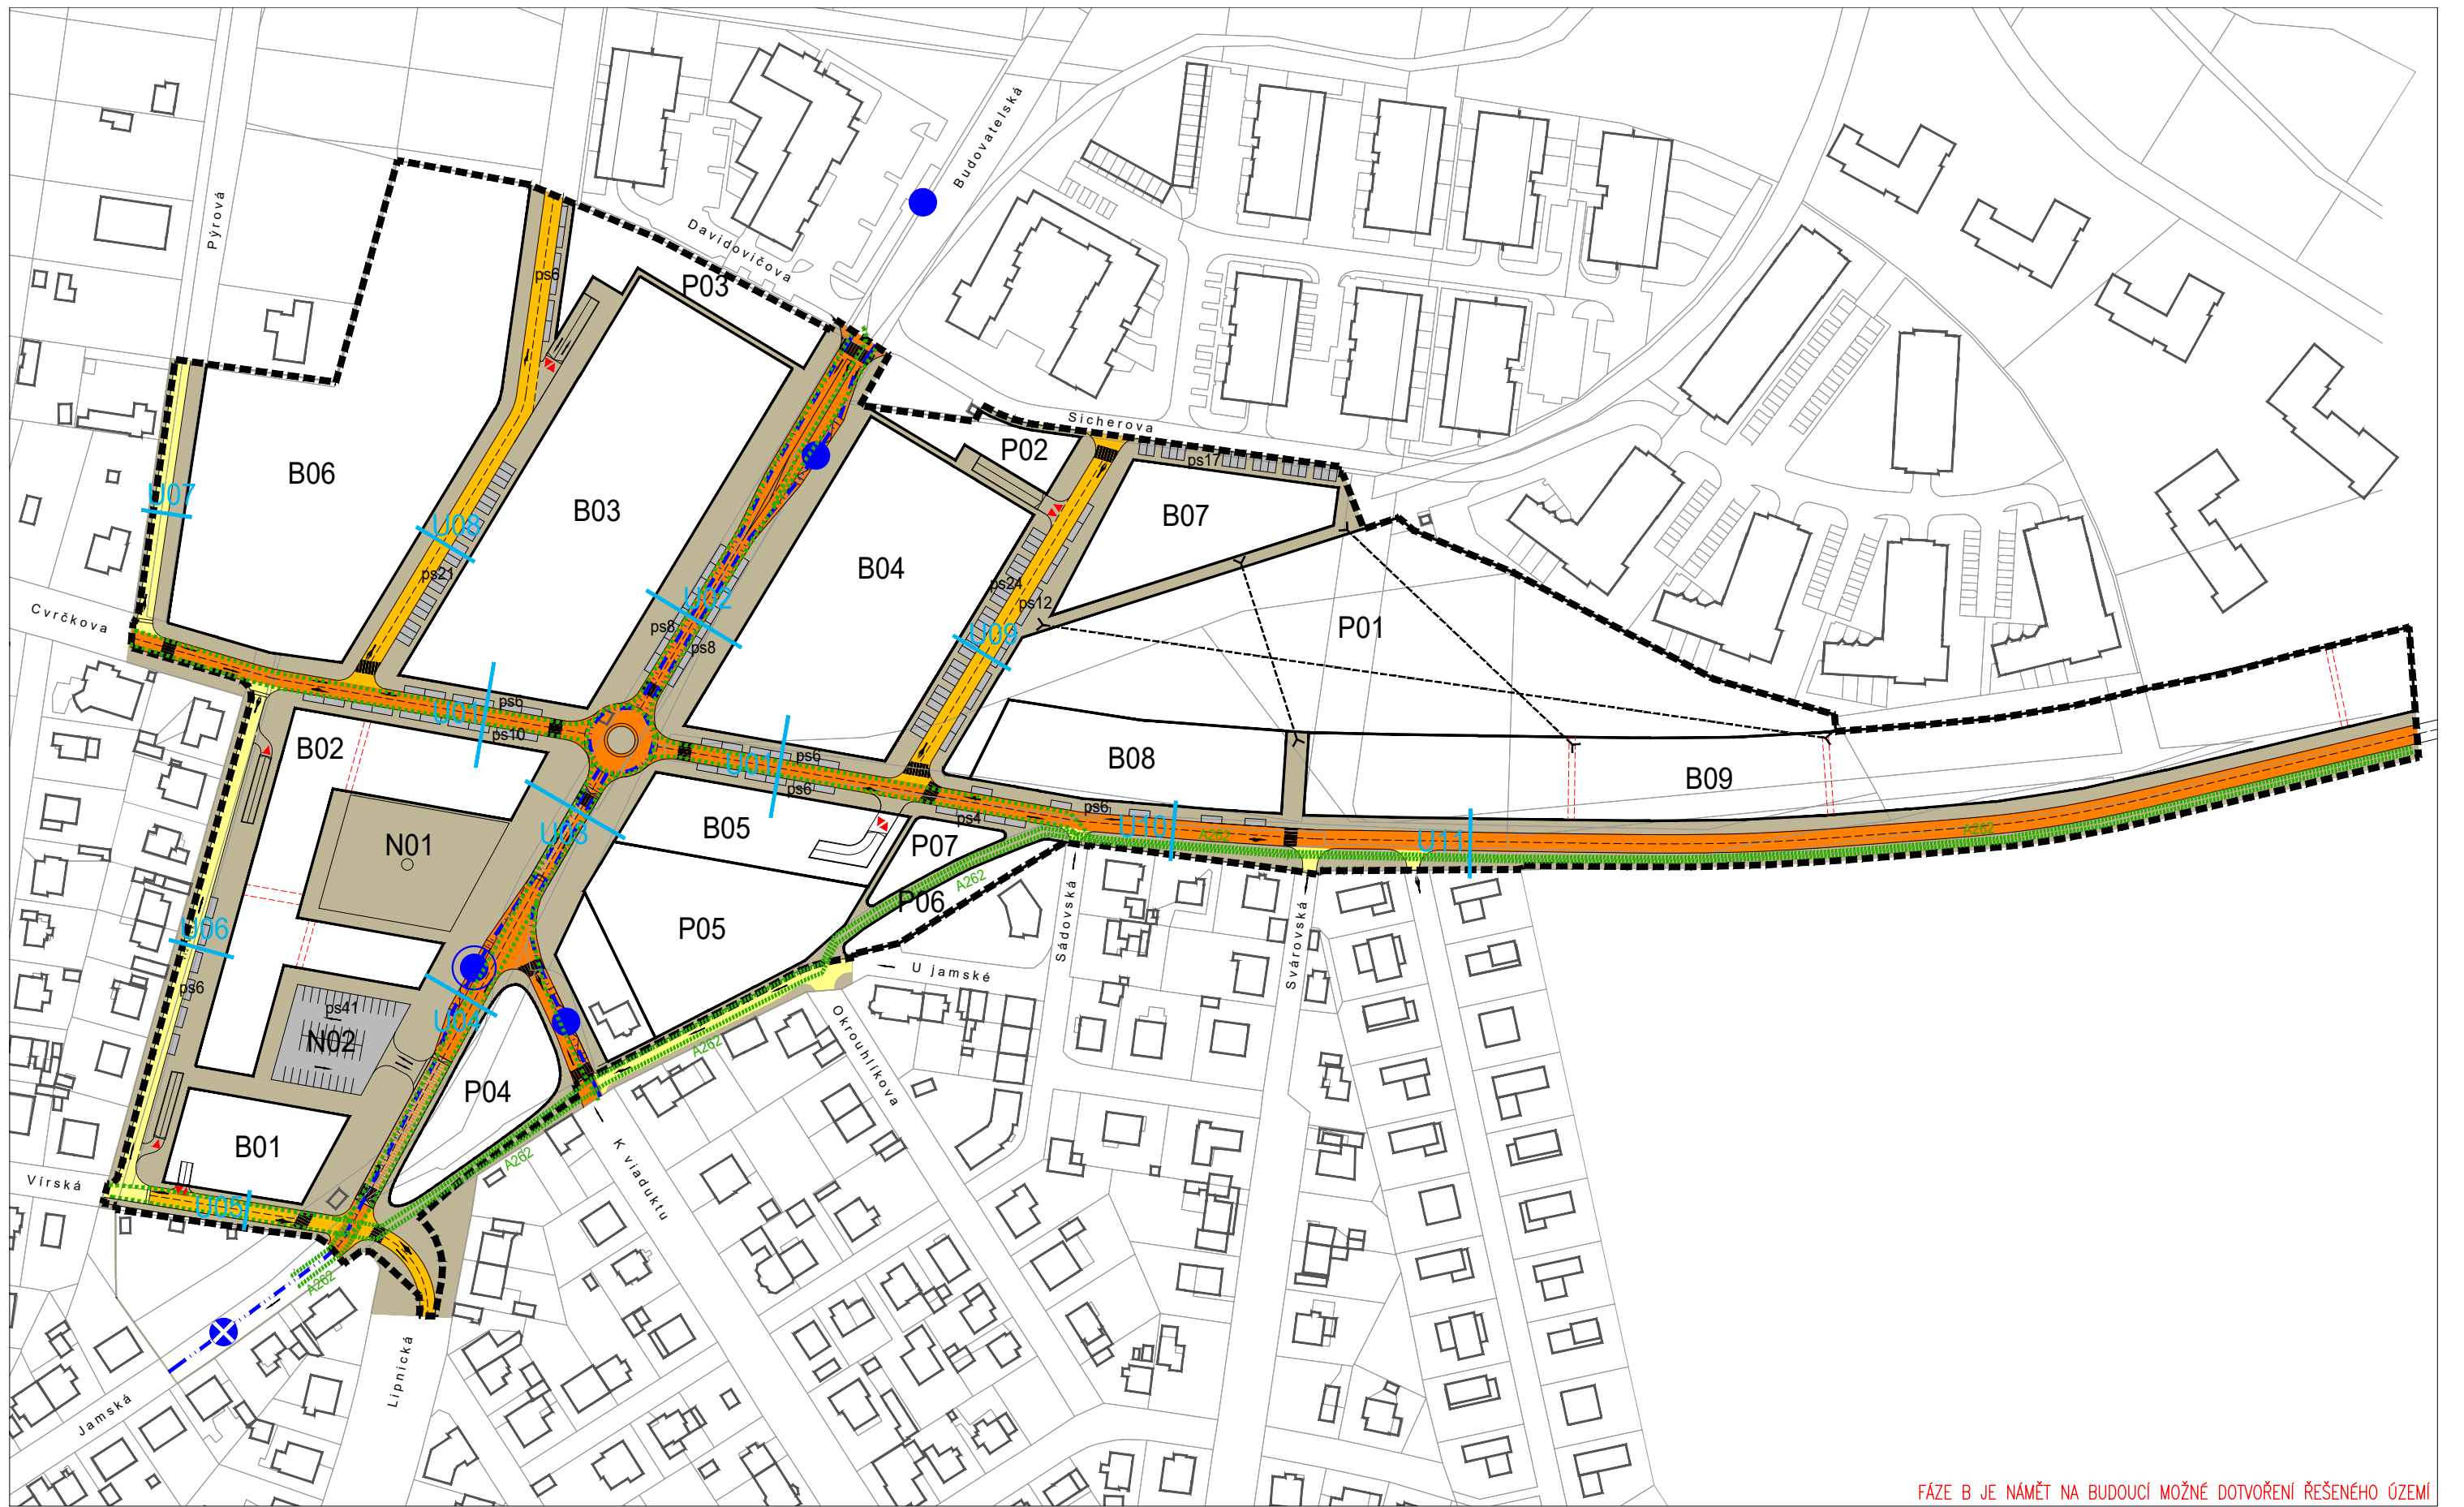 Budovatelská
Pýrová
Davidovičova
ps6
P03
Sicherova
P02
ps17
B06
U07
B03
B07
U08
B04
ps21
ps24
ps12
U02
Cvrčkova
ps8
P01
U09
ps8
ps6
U01
ps10
B02
ps6
U01
B08
B09
ps6
ps6
ps4
B05
U03
N01
P07
U10
A262
U11
A262
A262
P06
Sádovská
Svárovská
P05
U06
U jamské
ps6
ps41
U04
N02
A262
Okrouhlíkova
P04
B01
K viaduktu
A262
Vírská
U05
A262
Lipnická
Jamská
FÁZE B JE NÁMĚT NA BUDOUCÍ MOŽNÉ DOTVOŘENÍ ŘEŠENÉHO ÚZEMÍ